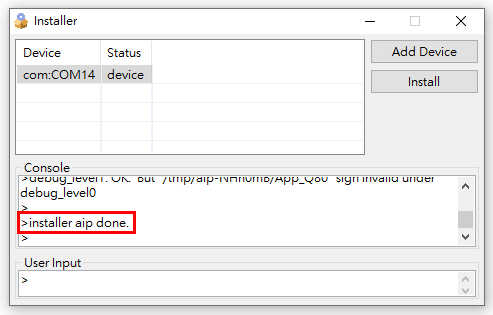 Installer
Device Status
com:COM14 device
Add Device
Install
Console
>debug_level1: OK. But "/tmp/aip-NHn0mB/App_Q80" sign invalid under
debug_level0
>
>installer aip done.
>
User Input
>